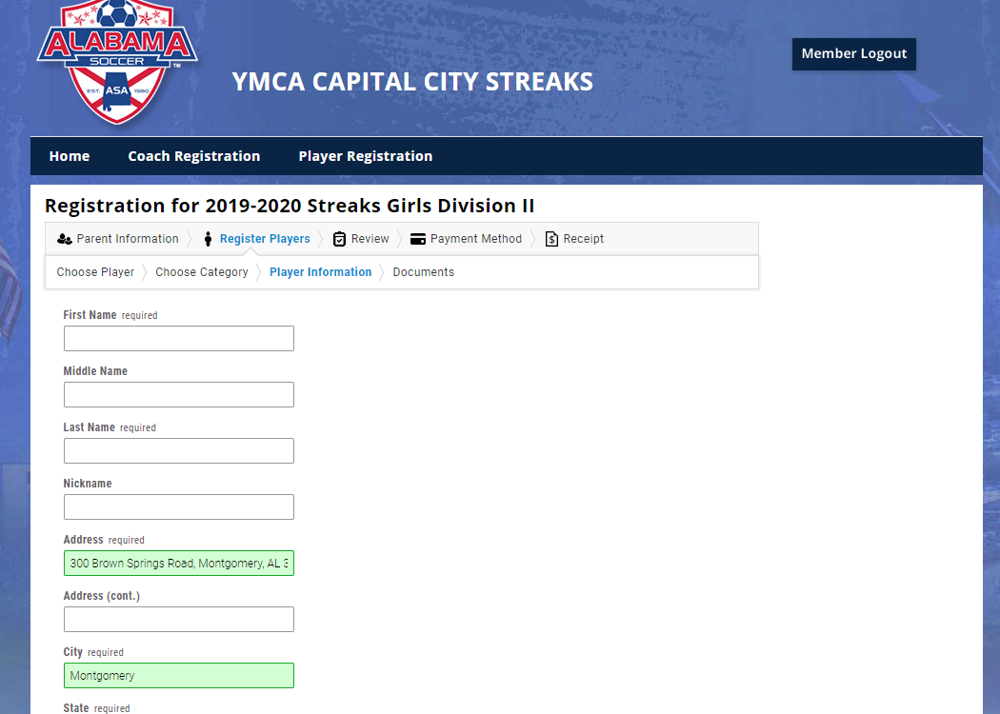 ALABAMA
SOCCER
TM
EST. ASA 1980
Member Logout
YMCA CAPITAL CITY STREAKS
Home Coach Registration Player Registration
Registration for 2019-2020 Streaks Girls Division II
Parent Information Register Players Review Payment Method Receipt
Choose Player Choose Category Player Information Documents
First Name required
Middle Name
Last Name required
Nickname
Address required
300 Brown Springs Road, Montgomery, AL 3
Address (cont.)
City required
Montgomery
State required